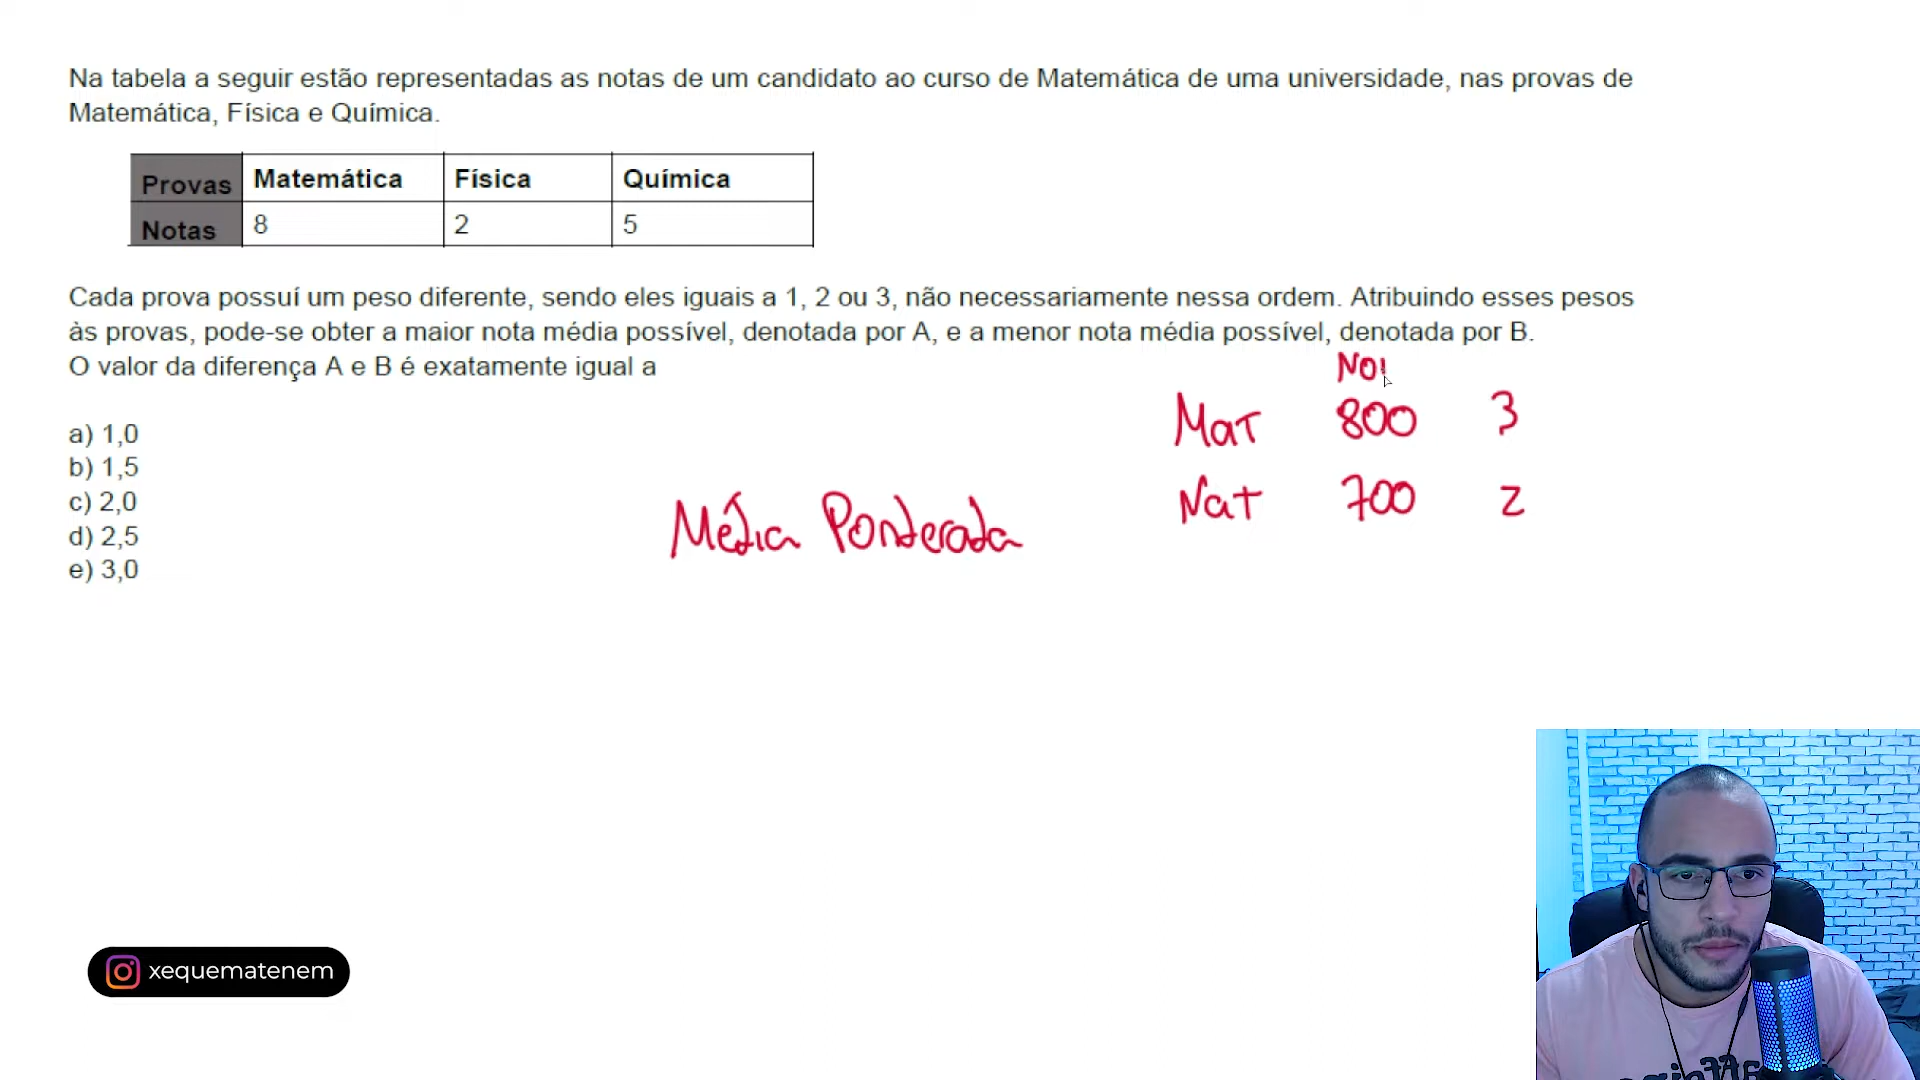 Na tabela a seguir estão representadas as notas de um candidato ao curso de Matemática de uma universidade, nas provas de
Matemática, Física e Química.
Provas Matemática Física Química
Notas 8 2 5
Cada prova possuí um peso diferente, sendo eles iguais a 1, 2 ou 3, não necessariamente nessa ordem. Atribuindo esses pesos
às provas, pode-se obter a maior nota média possível, denotada por A, e a menor nota média possível, denotada por B.
O valor da diferença A e B é exatamente igual a
a) 1,0
b) 1,5
c) 2,0
d) 2,5
e) 3,0
Média Ponderada
Mat 800 3
Nat 700 2
xequematenem